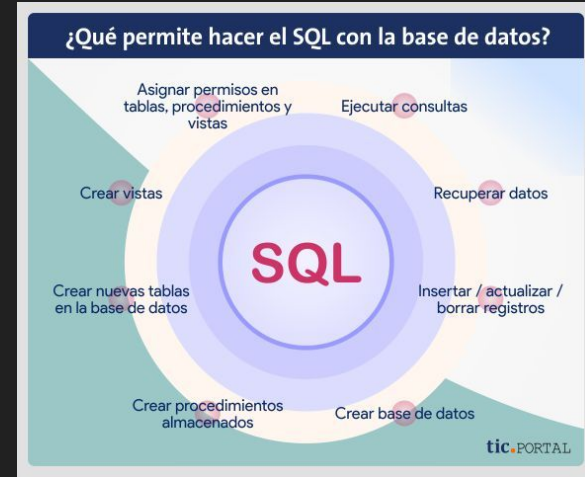 ¿Qué permite hacer el SQL con la base de datos?
Asignar permisos en
tablas, procedimientos y
vistas
Ejecutar consultas
Crear vistas
Recuperar datos
SQL
Crear nuevas tablas
en la base de datos
Insertar / actualizar /
borrar registros
Crear procedimientos
almacenados
Crear base de datos
tic.PORTAL